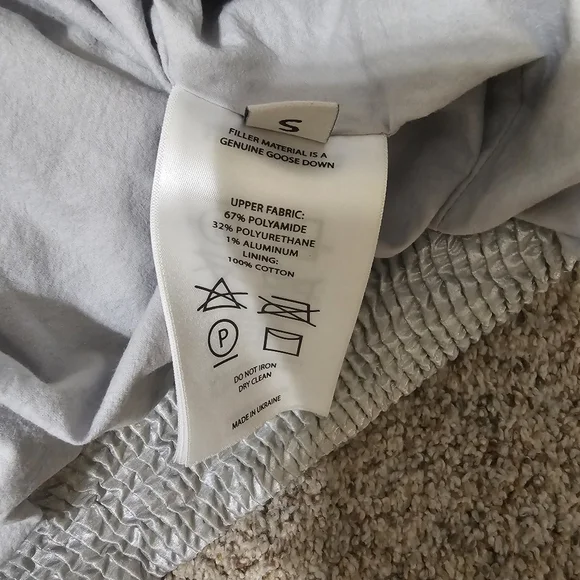 S
FILLER MATERIAL IS A
GENUINE GOOSE DOWN
UPPER FABRIC:
67% POLYAMIDE
32% POLYURETHANE
1% ALUMINUM
LINING:
100% COTTON
P
DO NOT IRON
DRY CLEAN
MADE IN UKRAINE